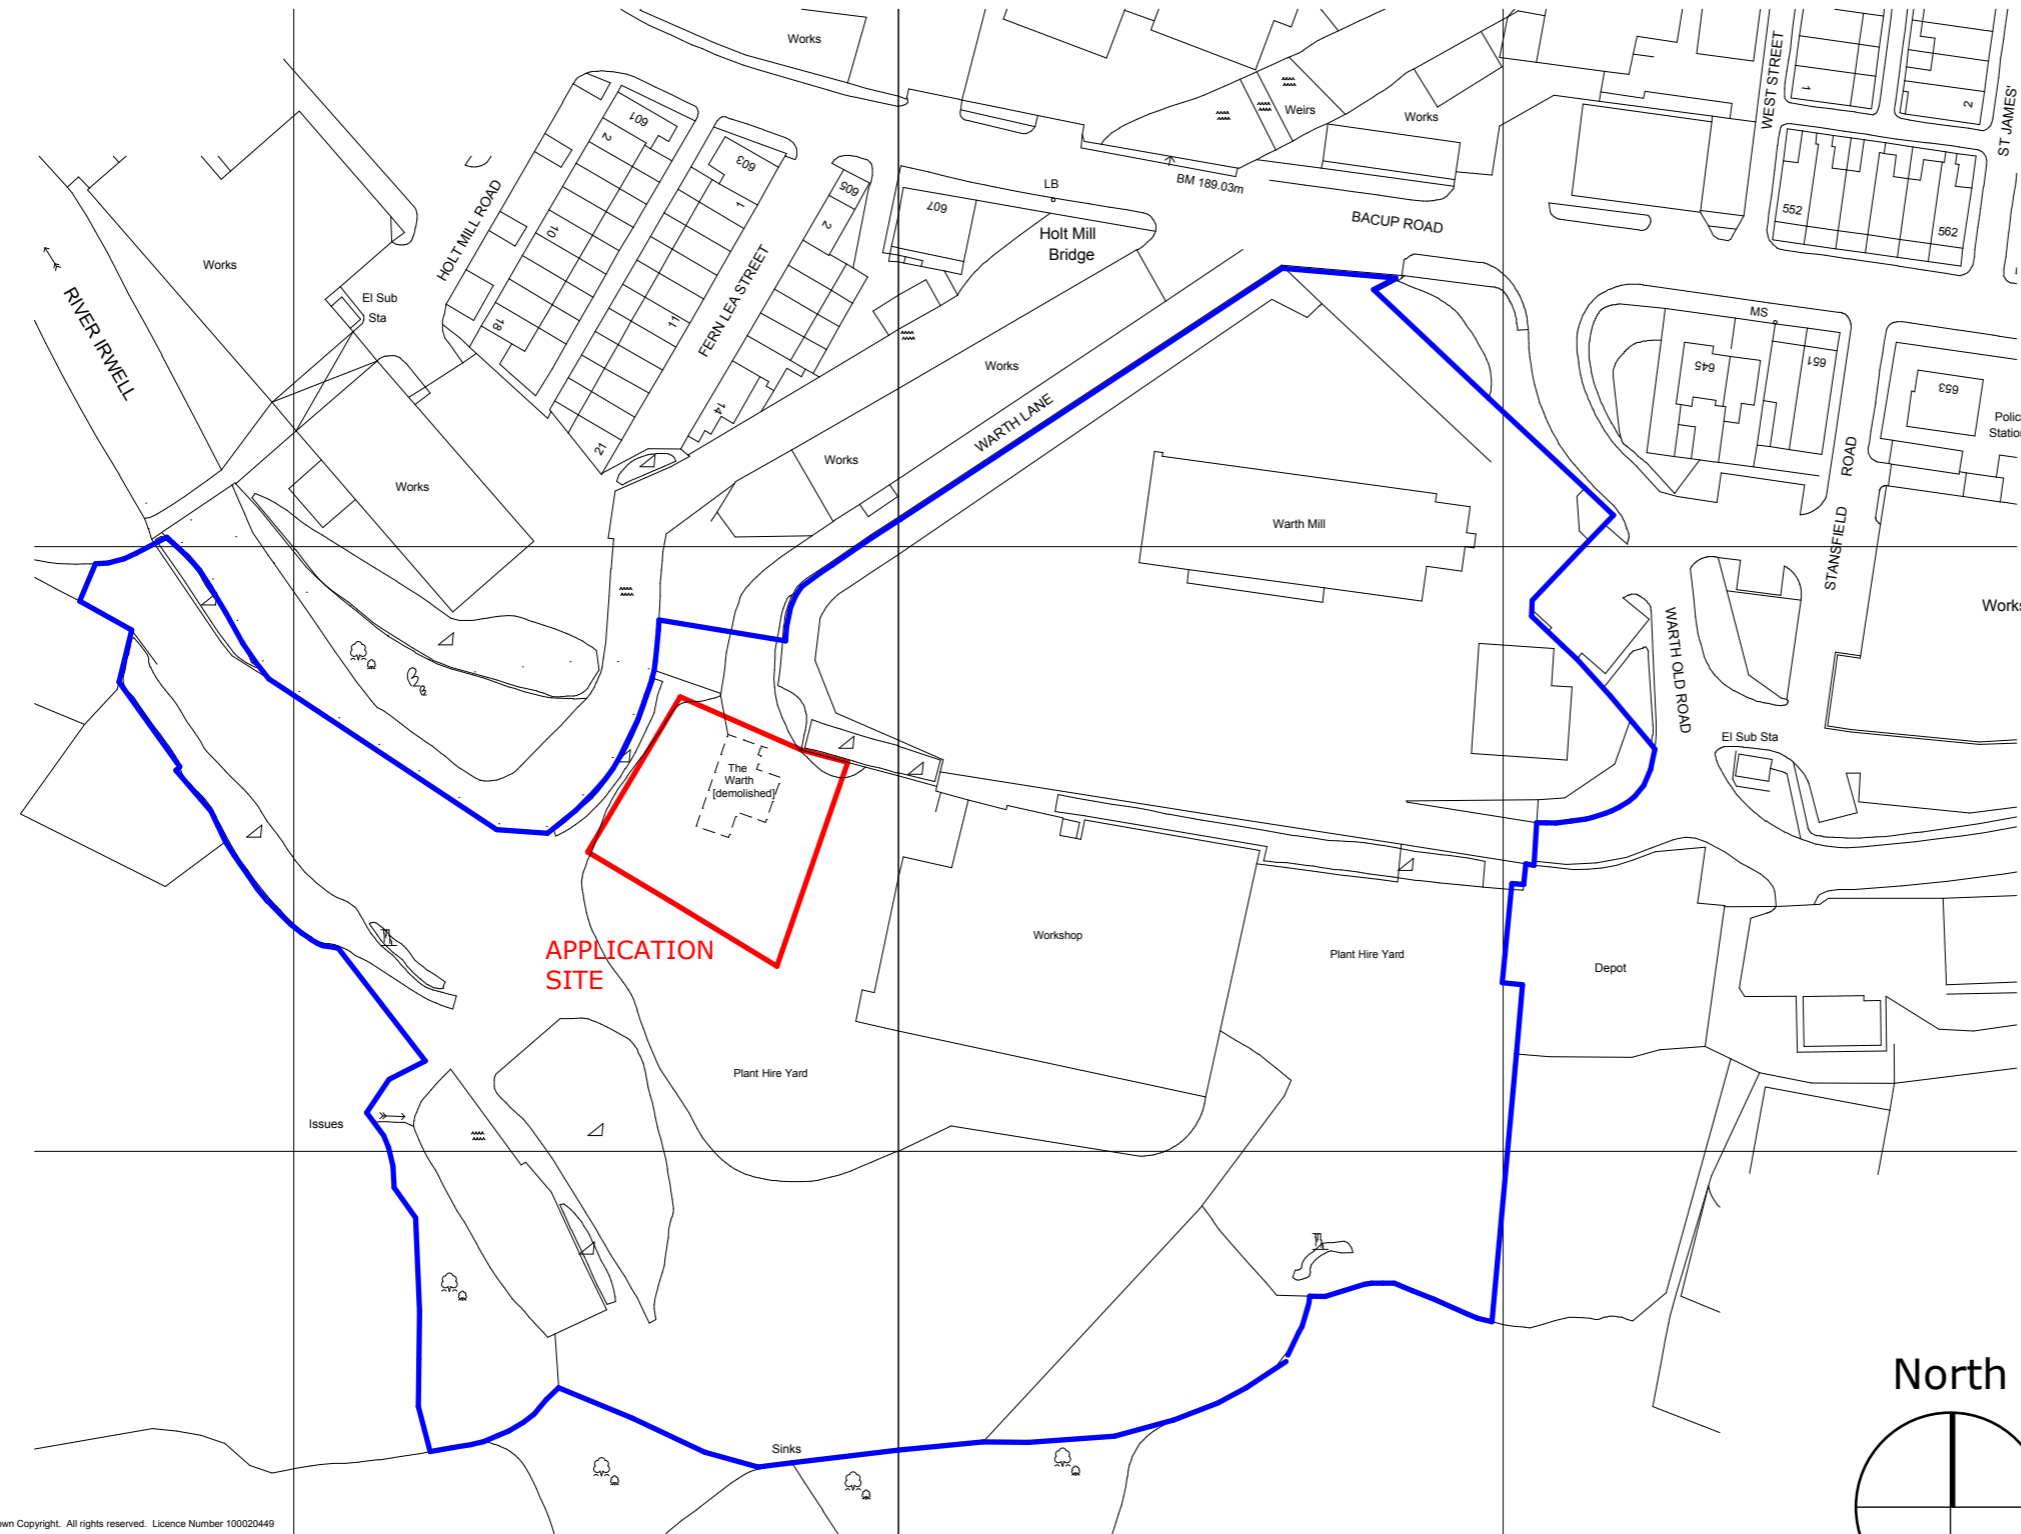 Works
WEST STREET
1
2
ST JAMES'
Weirs
Works
601
2
603
1
605
2
607
LB
BM 189.03m
BACUP ROAD
552
562
HOLT MILL ROAD
10
18
Holt Mill
Bridge
Works
El Sub
Sta
RIVER IRWELL
FERN LEA STREET
11
14
21
MS
645
651
653
Works
WARTH LANE
Works
Works
STANSFIELD ROAD
Warth Mill
Works
WARTH OLD ROAD
El Sub Sta
The
Warth
[demolished]
APPLICATION
SITE
Workshop
Plant Hire Yard
Depot
Plant Hire Yard
Issues
Sinks
North
Copyright. All rights reserved. Licence Number 100020449